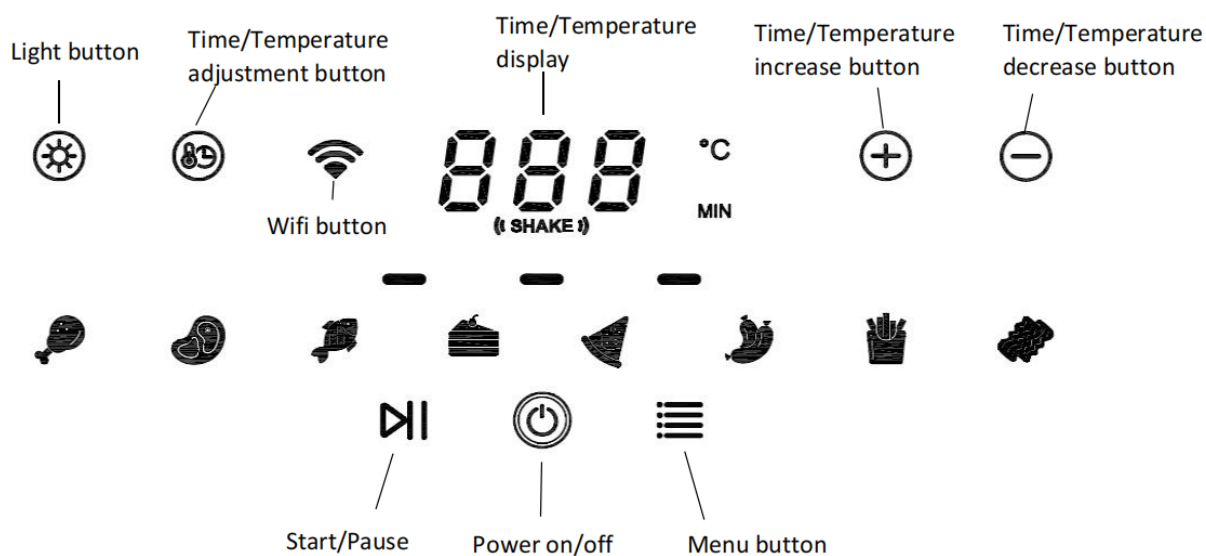 Light button
Time/Temperature
adjustment button
Time/Temperature
display
Time/Temperature
increase button
Time/Temperature
decrease button
888
°C
MIN
SHAKE
Wifi button
Start/Pause
Power on/off
Menu button